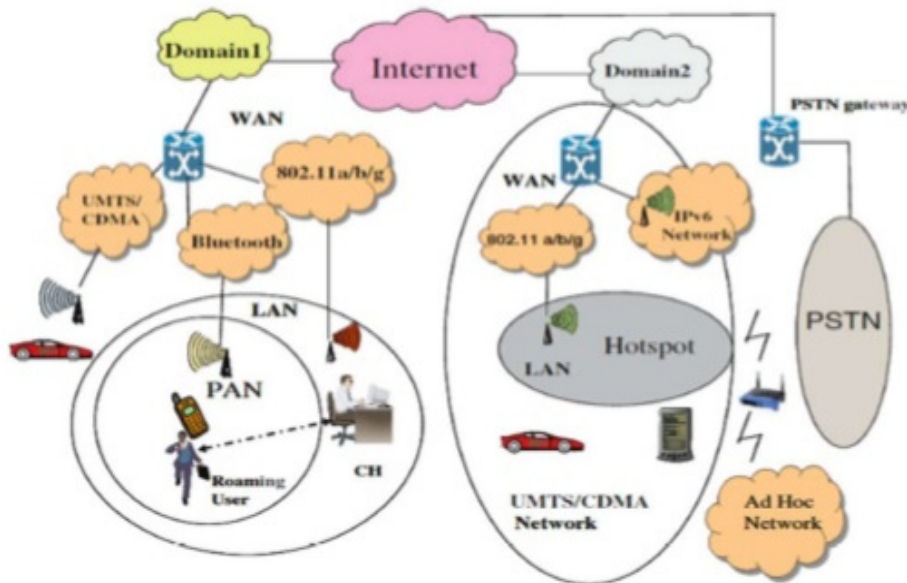 Domain1
Internet
Domain2
PSTN gateway
WAN
802.11a/b/g
WAN
UMTS/
CDMA
Bluetooth
802.11 a/b/g
IPv6
Network
LAN
PSTN
Hotspot
LAN
PAN
CH
Roaming
User
UMTS/CDMA
Network
Ad Hoc
Network